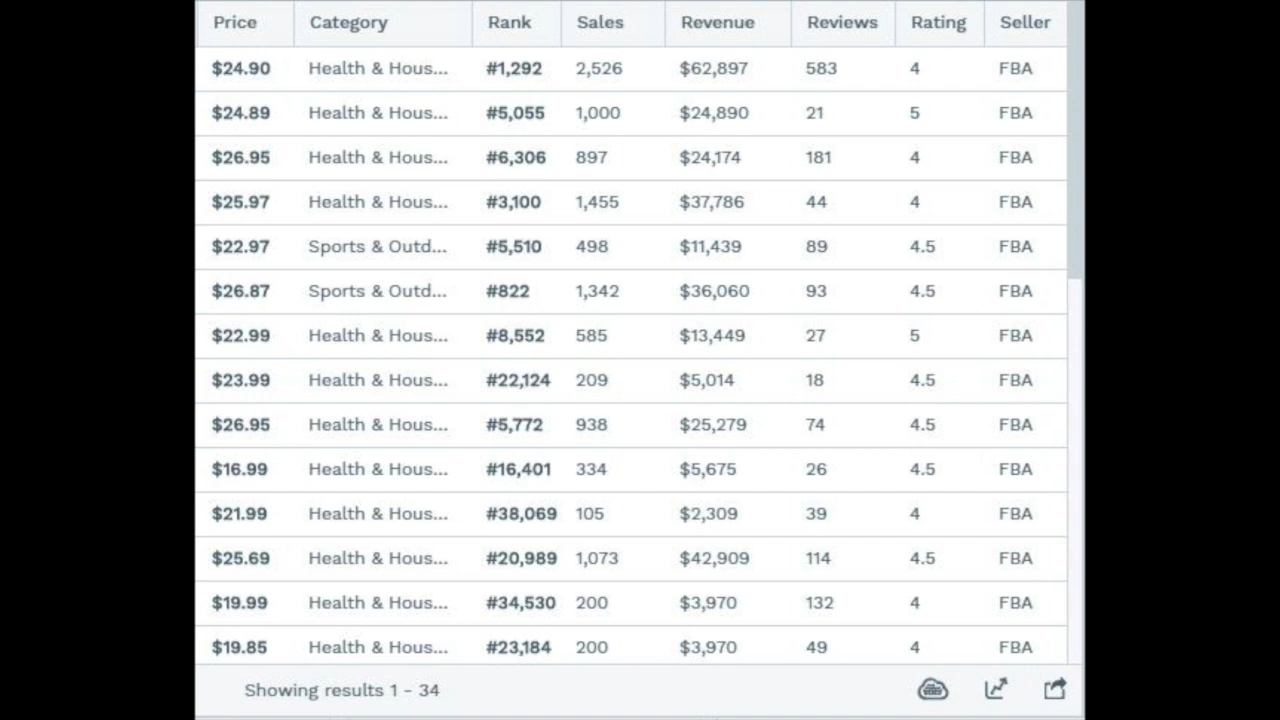 Price Category Rank Sales Revenue Reviews Rating Seller
$24.90 Health & Hous... #1,292 2,526 $62,897 583 4 FBA
$24.89 Health & Hous... #5,055 1,000 $24,890 21 5 FBA
$26.95 Health & Hous... #6,306 897 $24,174 181 4 FBA
$25.97 Health & Hous... #3,100 1,455 $37,786 44 4 FBA
$22.97 Sports & Outd... #5,510 498 $11,439 89 4.5 FBA
$26.87 Sports & Outd... #822 1,342 $36,060 93 4.5 FBA
$22.99 Health & Hous... #8,552 585 $13,449 27 5 FBA
$23.99 Health & Hous... #22,124 209 $5,014 18 4.5 FBA
$26.95 Health & Hous... #5,772 938 $25,279 74 4.5 FBA
$16.99 Health & Hous... #16,401 334 $5,675 26 4.5 FBA
$21.99 Health & Hous... #38,069 105 $2,309 39 4 FBA
$25.69 Health & Hous... #20,989 1,073 $42,909 114 4.5 FBA
$19.99 Health & Hous... #34,530 200 $3,970 132 4 FBA
$19.85 Health & Hous... #23,184 200 $3,970 49 4 FBA
Showing results 1 - 34